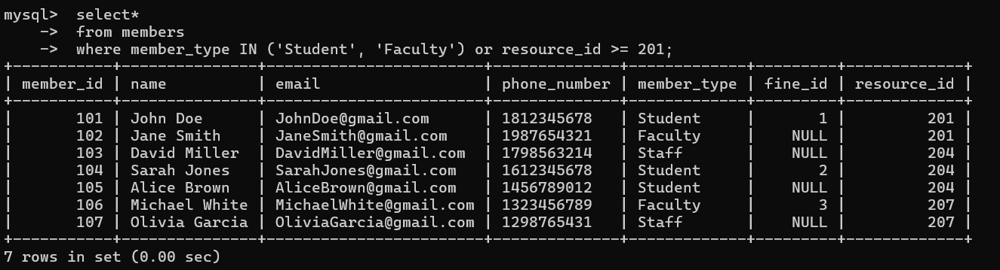 mysql>  select*
    ->  from members
    ->  where member_type IN ('Student', 'Faculty') or resource_id >= 201;
+-----------+---------------+------------------------+--------------+-------------+---------+-------------+
| member_id | name          | email                  | phone_number | member_type | fine_id | resource_id |
+-----------+---------------+------------------------+--------------+-------------+---------+-------------+
|       101 | John Doe      | JohnDoe@gmail.com      | 1812345678   | Student     |       1 |         201 |
|       102 | Jane Smith    | JaneSmith@gmail.com    | 1987654321   | Faculty     |    NULL |         201 |
|       103 | David Miller  | DavidMiller@gmail.com  | 1798563214   | Staff       |    NULL |         204 |
|       104 | Sarah Jones   | SarahJones@gmail.com   | 1612345678   | Student     |       2 |         204 |
|       105 | Alice Brown   | AliceBrown@gmail.com   | 1456789012   | Student     |    NULL |         204 |
|       106 | Michael White | MichaelWhite@gmail.com | 1323456789   | Faculty     |       3 |         207 |
|       107 | Olivia Garcia | OliviaGarcia@gmail.com | 1298765431   | Staff       |    NULL |         207 |
+-----------+---------------+------------------------+--------------+-------------+---------+-------------+
7 rows in set (0.00 sec)